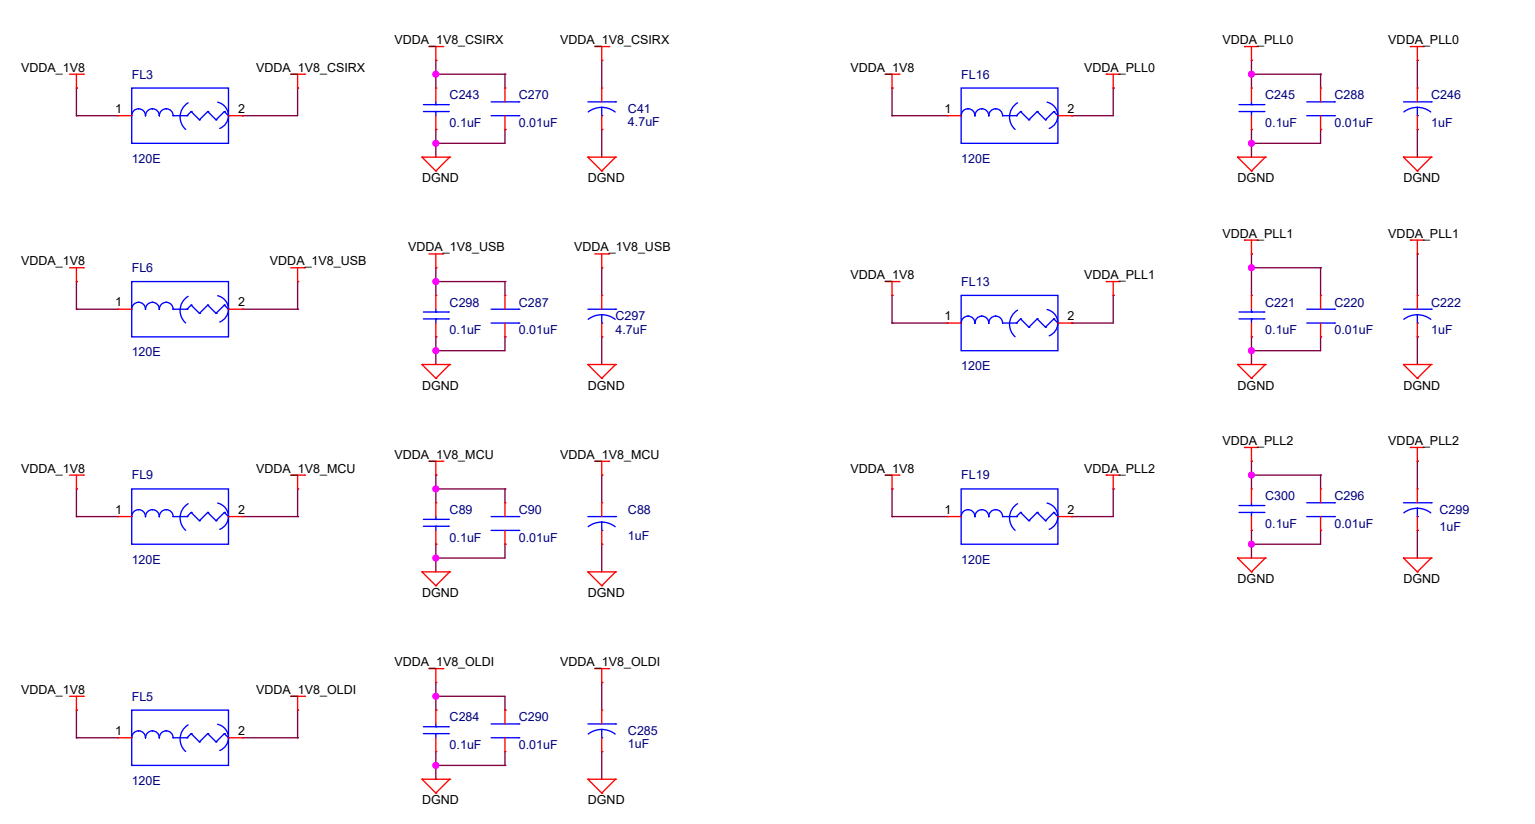 VDDA_1V8
FL3
1
2
120E
VDDA_1V8_CSIRX
VDDA_1V8_CSIRX
C243
0.1uF
C270
0.01uF
DGND
VDDA_1V8_CSIRX
C41
4.7uF
DGND
VDDA_1V8
FL16
1
2
120E
VDDA_PLL0
VDDA_PLL0
C245
0.1uF
C288
0.01uF
DGND
VDDA_PLL0
C246
1uF
DGND
VDDA_1V8
FL6
1
2
120E
VDDA_1V8_USB
VDDA_1V8_USB
C298
0.1uF
C287
0.01uF
DGND
VDDA_1V8_USB
C297
4.7uF
DGND
VDDA_1V8
FL13
1
2
120E
VDDA_PLL1
VDDA_PLL1
C221
0.1uF
C220
0.01uF
DGND
VDDA_PLL1
C222
1uF
DGND
VDDA_1V8
FL9
1
2
120E
VDDA_1V8_MCU
VDDA_1V8_MCU
C89
0.1uF
C90
0.01uF
DGND
VDDA_1V8_MCU
C88
1uF
DGND
VDDA_1V8
FL19
1
2
120E
VDDA_PLL2
VDDA_PLL2
C300
0.1uF
C296
0.01uF
DGND
VDDA_PLL2
C299
1uF
DGND
VDDA_1V8
FL5
1
2
120E
VDDA_1V8_OLDI
VDDA_1V8_OLDI
C284
0.1uF
C290
0.01uF
DGND
VDDA_1V8_OLDI
C285
1uF
DGND